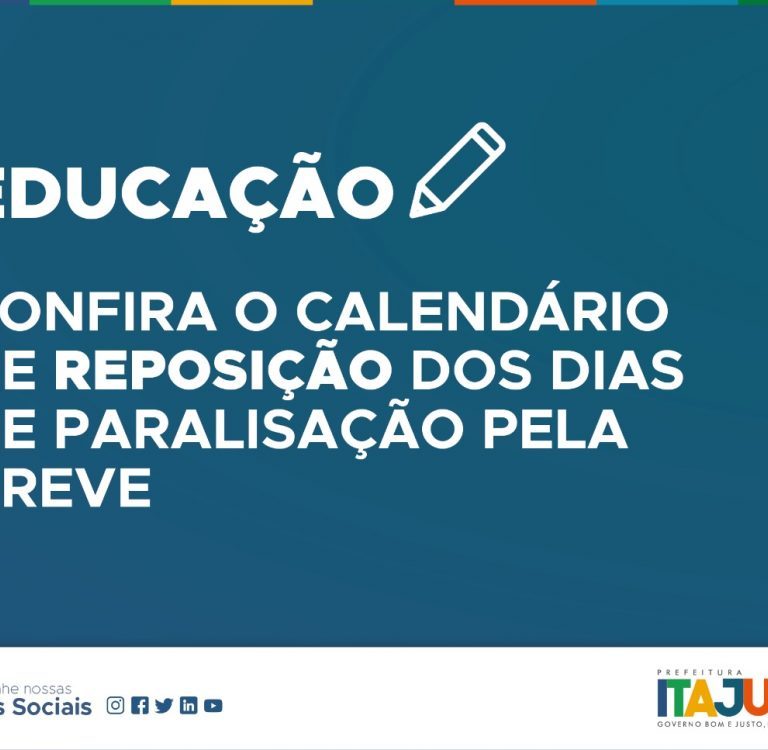 EDUCAÇÃO
ONFIRA O CALENDÁRIO
E REPOSIÇÃO DOS DIAS
E PARALISAÇÃO PELA
REVE
he nossas
s Sociais
PREFEITURA
ITAJU
GOVERNO BOM E JUSTO,